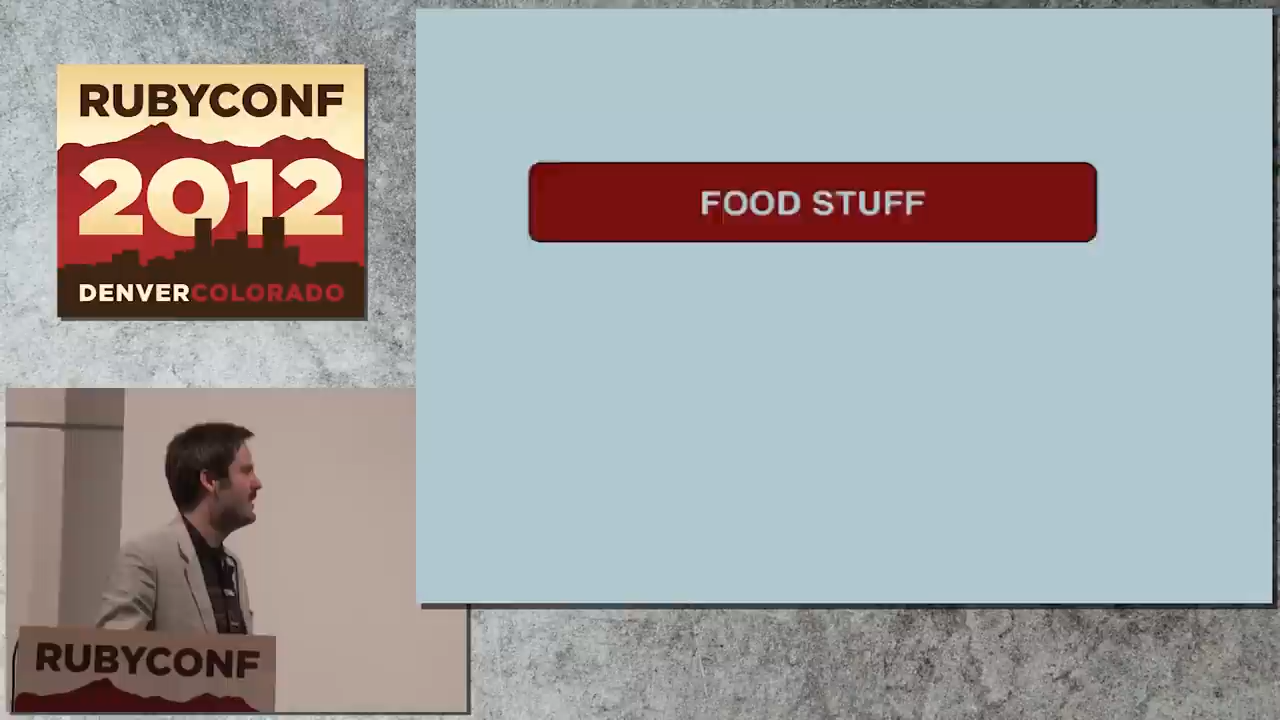 RUBYCONF
2012
DENVERCOLORADO
FOOD STUFF
RUBYCONF